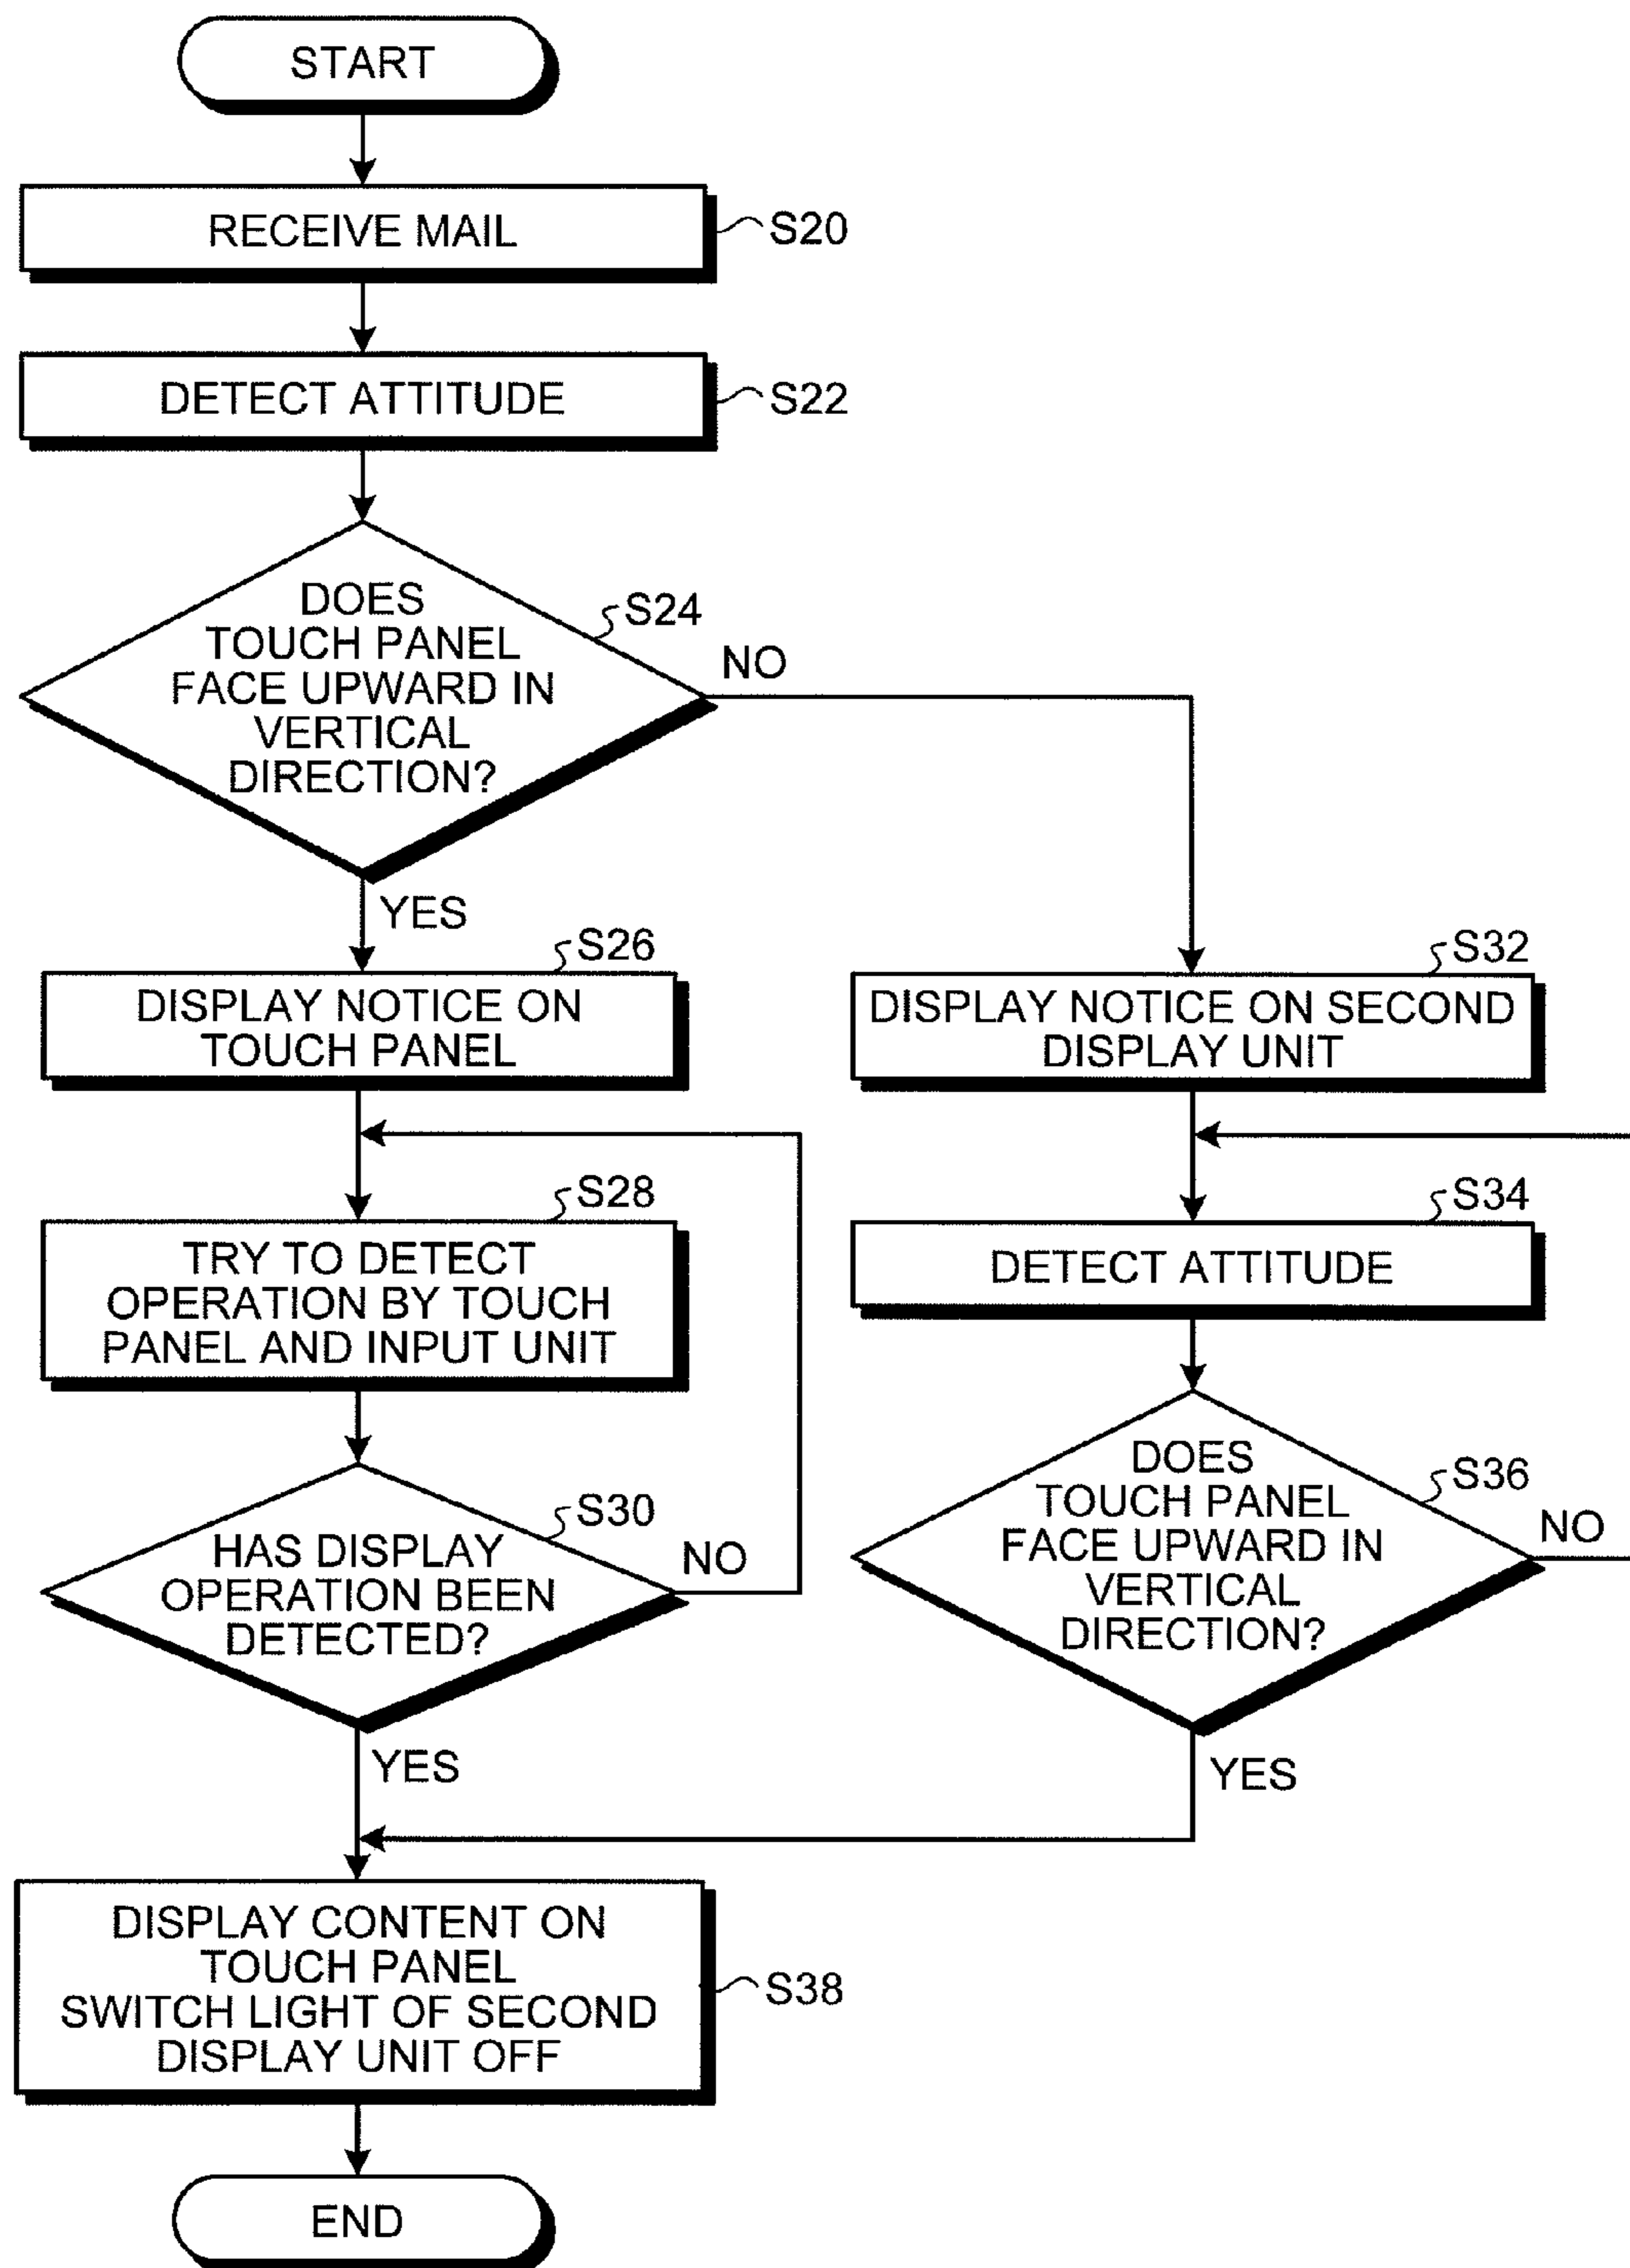 START
RECEIVE MAIL
S20
DETECT ATTITUDE
S22
DOES
TOUCH PANEL
FACE UPWARD IN
VERTICAL
DIRECTION?
S24
NO
YES
S26
DISPLAY NOTICE ON
TOUCH PANEL
S32
DISPLAY NOTICE ON SECOND
DISPLAY UNIT
S28
TRY TO DETECT
OPERATION BY TOUCH
PANEL AND INPUT UNIT
S34
DETECT ATTITUDE
S30
HAS DISPLAY
OPERATION BEEN
DETECTED?
NO
YES
DOES
TOUCH PANEL
FACE UPWARD IN
VERTICAL
DIRECTION?
S36
NO
YES
DISPLAY CONTENT ON
TOUCH PANEL
SWITCH LIGHT OF SECOND
DISPLAY UNIT OFF
S38
END